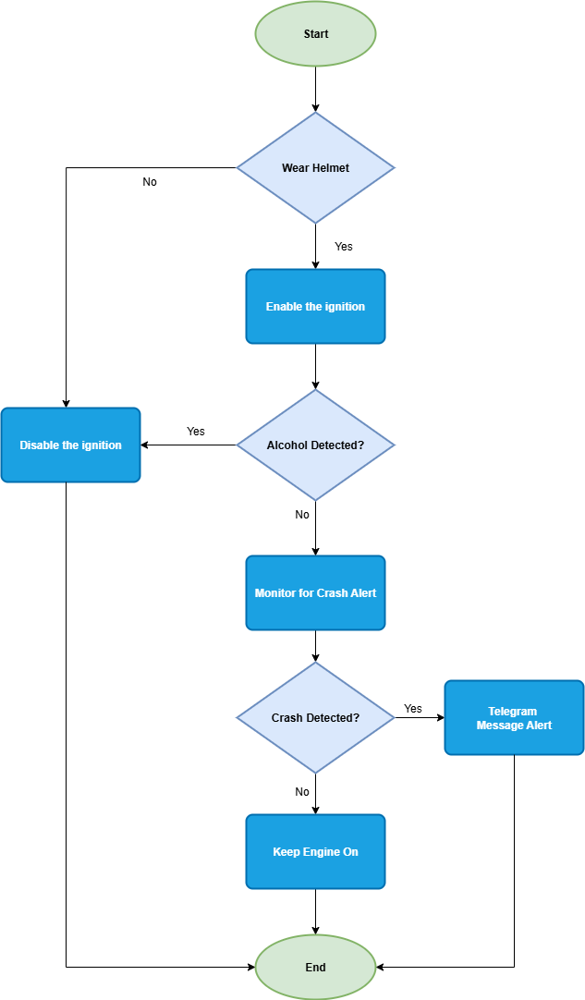 Start
Wear Helmet
No
Yes
Enable the ignition
Disable the ignition
Yes
Alcohol Detected?
No
Monitor for Crash Alert
Crash Detected?
Yes
Telegram
Message Alert
No
Keep Engine On
End